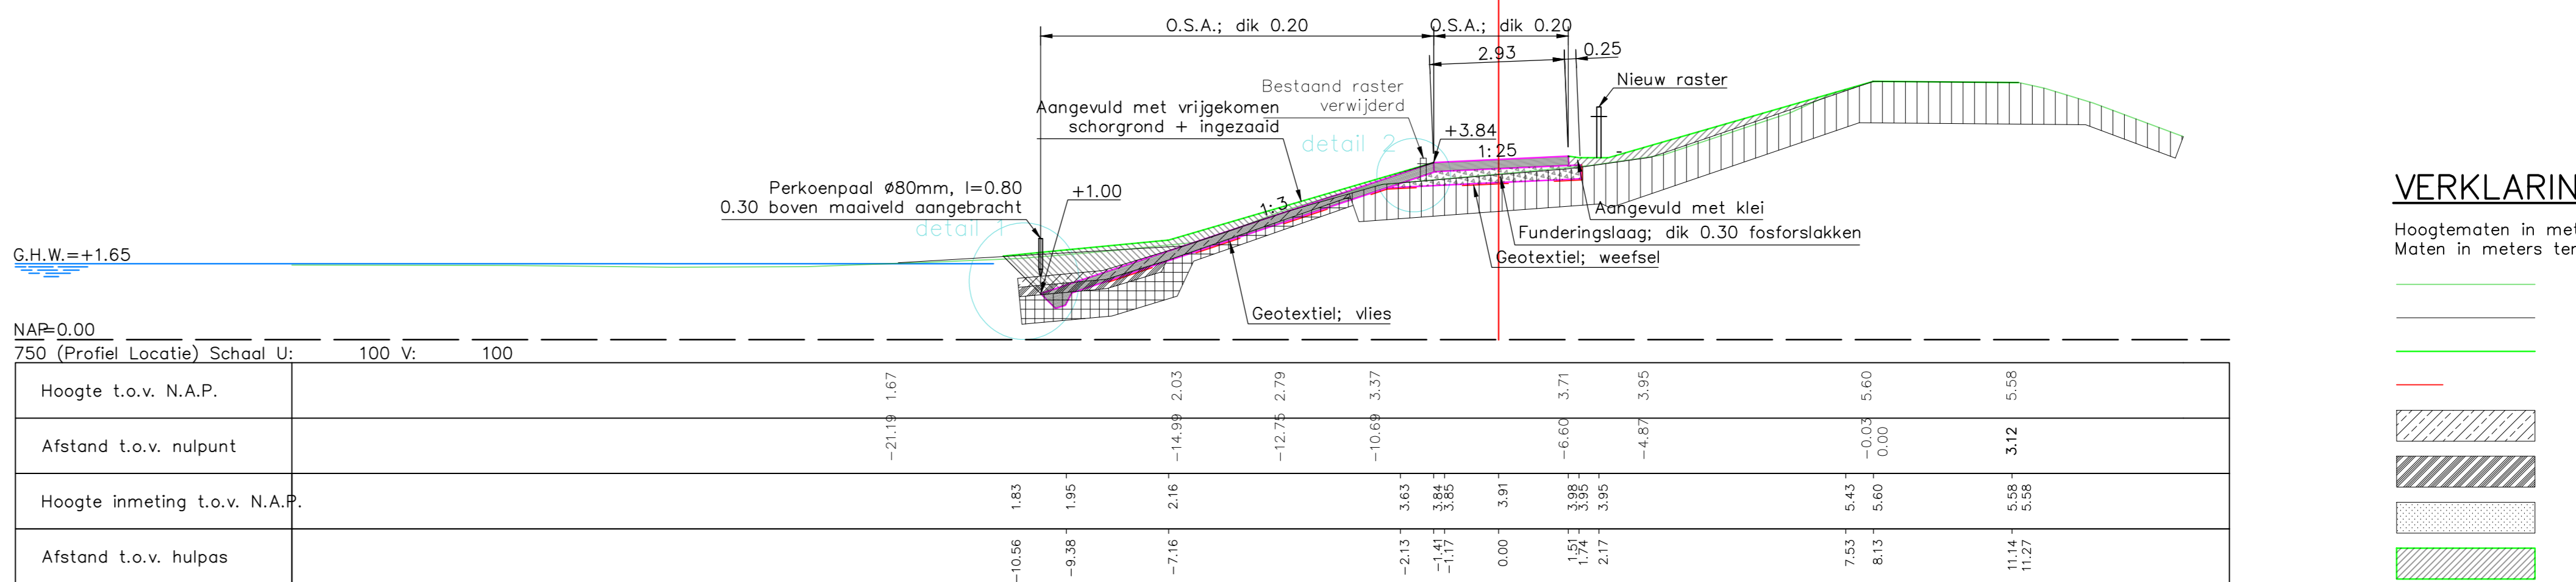 O.S.A.; dik 0.20
O.S.A.; dik 0.20
2.93
0.25
Nieuw raster
Bestaand raster
verwijderd
Aangevuld met vrijgekomen
schorgrond + ingezaaid
+3.84
detail 2
1:25
Perkoenpaal ø80mm, l=0.80
0.30 boven maaiveld aangebracht
+1.00
1:3
Aangevuld met klei
detail 1
Funderingslaag; dik 0.30 fosforslakken
Geotextiel; weefsel
G.H.W.=+1.65
Geotextiel; vlies
NAP=0.00
750 (Profiel Locatie) Schaal U: 100 V: 100
Hoogte t.o.v. N.A.P. 1.67 2.03 2.79 3.37 3.71 3.95 5.60 5.58
Afstand t.o.v. nulpunt -21.19 -14.99 -12.75 -10.69 -6.60 -4.87 -0.03 0.00 3.12
Hoogte inmeting t.o.v. N.A.P. 1.83 1.95 2.16 3.63 3.84 3.85 3.91 3.98 3.95 3.95 5.43 5.60 5.58 5.58
Afstand t.o.v. hulpas -10.56 -9.38 -7.16 -2.13 -1.41 -1.17 0.00 1.51 1.74 2.17 7.53 8.13 11.14 11.27
VERKLARIN
Hoogtematen in met
Maten in meters ten